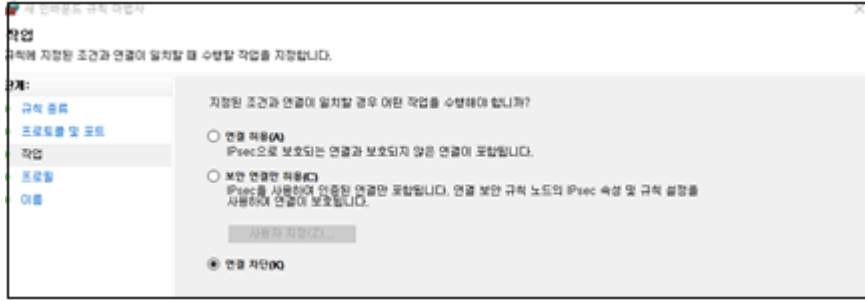 새 인바운드 규칙 마법사
작업
규칙에 지정된 조건과 연결이 일치할 때 수행할 작업을 지정합니다.
단계:
규칙 종류
프로토콜 및 포트
작업
프로필
이름
지정된 조건과 연결이 일치할 경우 어떤 작업을 수행해야 합니까?
연결 허용(A)
IPsec으로 보호되는 연결과 보호되지 않은 연결이 포함됩니다.
보안 연결만 허용(C)
IPsec을 사용하여 인증된 연결만 포함됩니다. 연결 보안 규칙 노드의 IPsec 속성 및 규칙 설정을
사용하여 연결이 보호됩니다.
사용자 지정(Z)...
연결 차단(K)